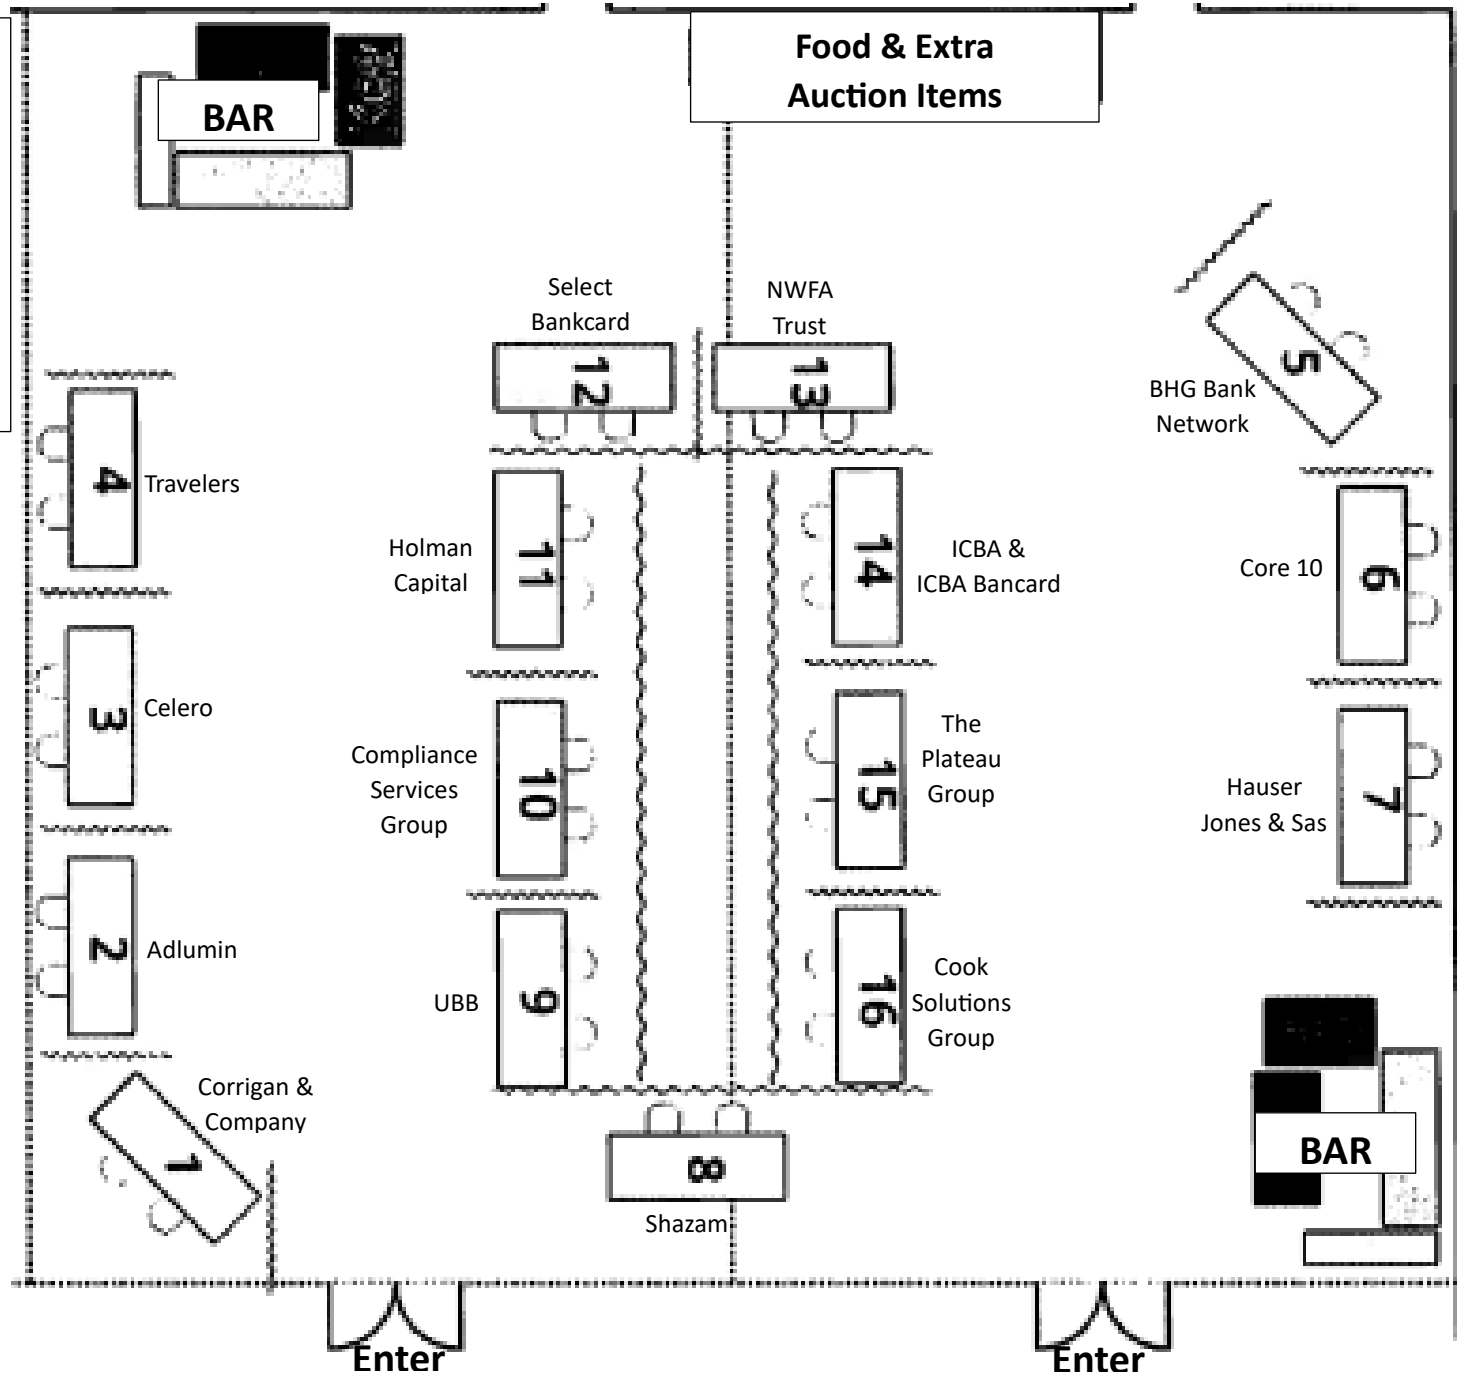 Food & Extra
Auction Items
BAR
Select
Bankcard
NWFA
Trust
12
13
5
BHG Bank
Network
4
Travelers
11
Holman
Capital
14
ICBA &
ICBA Bancard
6
Core 10
3
Celero
10
Compliance
Services
Group
15
The
Plateau
Group
7
Hauser
Jones & Sas
2
Adlumin
9
UBB
16
Cook
Solutions
Group
1
Corrigan &
Company
8
Shazam
BAR
Enter
Enter